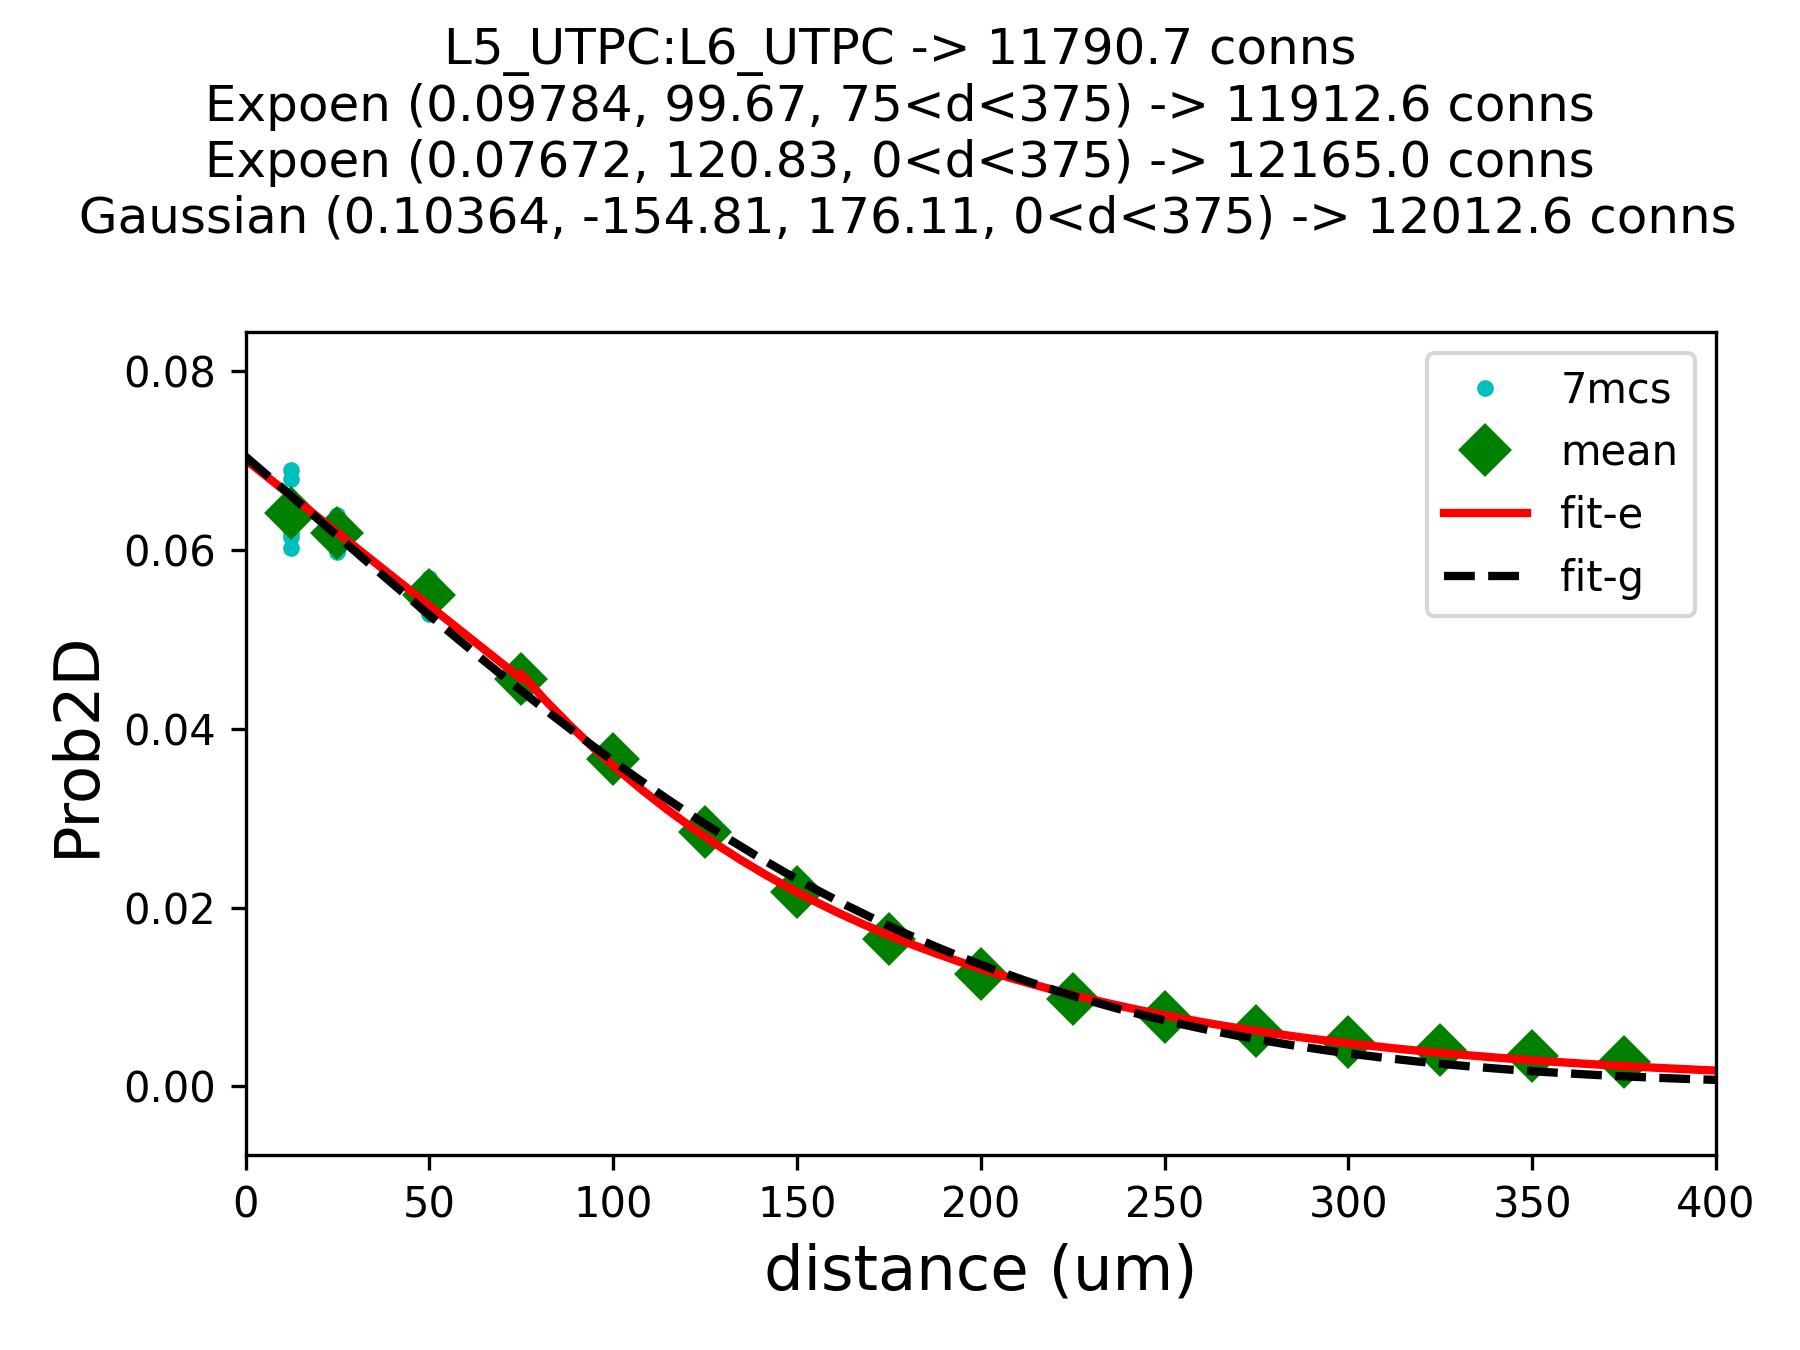 L5_UTPC:L6_UTPC -> 11790.7 conns
Expoen (0.09784, 99.67, 75<d<375) -> 11912.6 conns
Expoen (0.07672, 120.83, 0<d<375) -> 12165.0 conns
Gaussian (0.10364, -154.81, 176.11, 0<d<375) -> 12012.6 conns
7mcs
mean
fit-e
fit-g
Prob2D
0.08
0.06
0.04
0.02
0.00
0 50 100 150 200 250 300 350 400
distance (um)